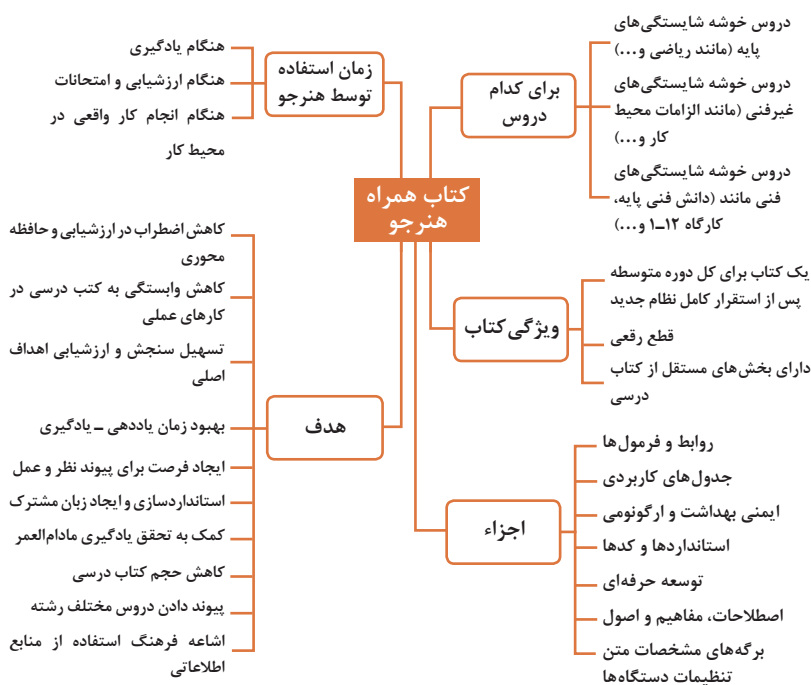 کتاب همراه
هنرجو
برای کدام
دروس
دروس خوشه شایستگی‌های
پایه (مانند ریاضی و...)
دروس خوشه شایستگی‌های
غیرفنی (مانند الزامات محیط
کار و...)
دروس خوشه شایستگی‌های
فنی مانند (دانش فنی پایه،
کارگاه ۱۲ـ۱ و...)
ویژگی کتاب
یک کتاب برای کل دوره متوسطه
پس از استقرار کامل نظام جدید
قطع رقعی
دارای بخش‌های مستقل از کتاب
درسی
اجزاء
روابط و فرمول‌ها
جدول‌های کاربردی
ایمنی بهداشت و ارگونومی
استانداردها و کدها
توسعه حرفه‌ای
اصطلاحات، مفاهیم و اصول
برگه‌های مشخصات متن
تنظیمات دستگاه‌ها
زمان استفاده
توسط هنرجو
هنگام یادگیری
هنگام ارزشیابی و امتحانات
هنگام انجام کار واقعی در
محیط کار
هدف
کاهش اضطراب در ارزشیابی و حافظه
محوری
کاهش وابستگی به کتب درسی در
کارهای عملی
تسهیل سنجش و ارزشیابی اهداف
اصلی
بهبود زمان یاددهی ـ یادگیری
ایجاد فرصت برای پیوند نظر و عمل
استانداردسازی و ایجاد زبان مشترک
کمک به تحقق یادگیری مادام‌العمر
کاهش حجم کتاب درسی
پیوند دادن دروس مختلف رشته
اشاعه فرهنگ استفاده از منابع
اطلاعاتی